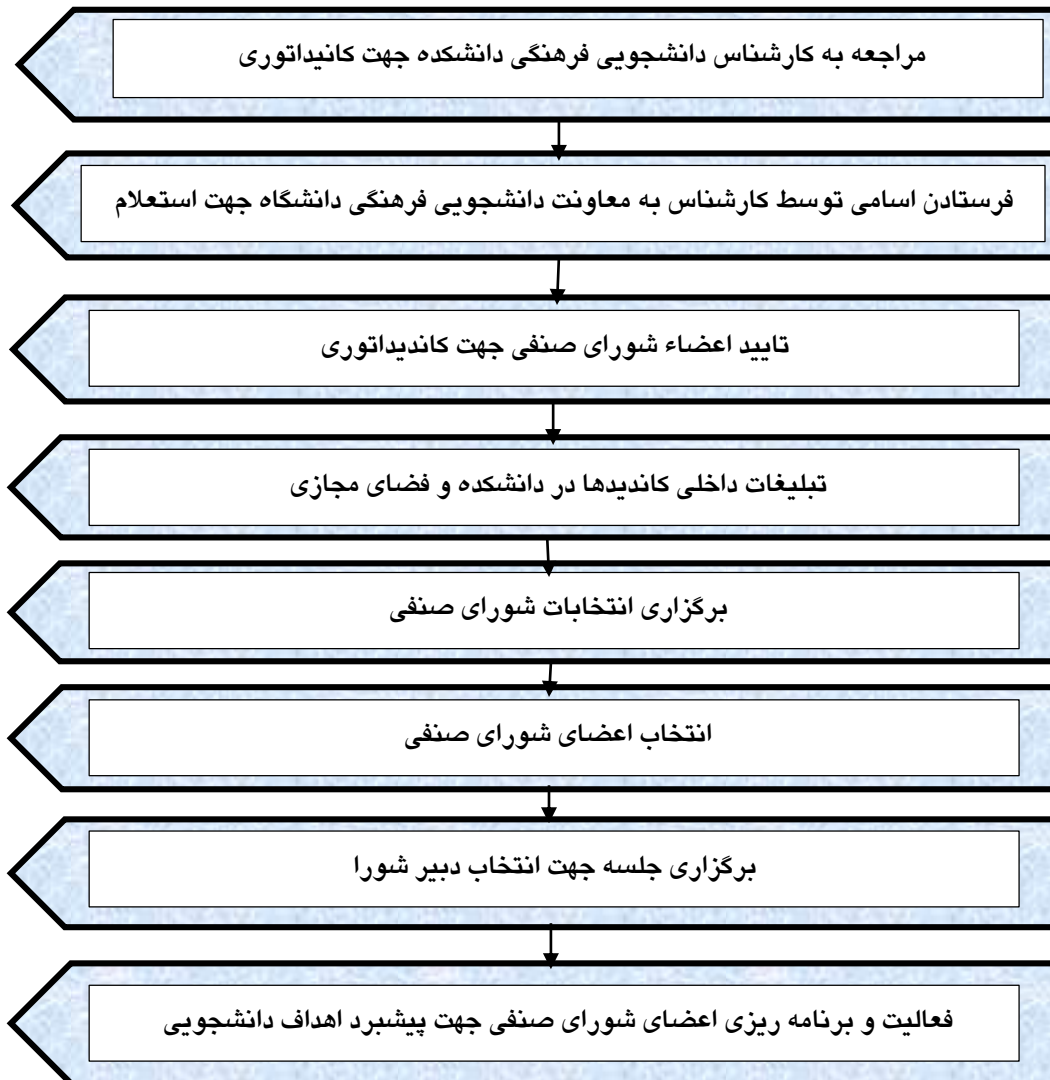 مراجعه به کارشناس دانشجویی فرهنگی دانشکده جهت کانیداتوری
فرستادن اسامی توسط کارشناس به معاونت دانشجویی فرهنگی دانشگاه جهت استعلام
تایید اعضاء شورای صنفی جهت کاندیداتوری
تبلیغات داخلی کاندیدها در دانشکده و فضای مجازی
برگزاری انتخابات شورای صنفی
انتخاب اعضای شورای صنفی
برگزاری جلسه جهت انتخاب دبیر شورا
فعالیت و برنامه ریزی اعضای شورای صنفی جهت پیشبرد اهداف دانشجویی